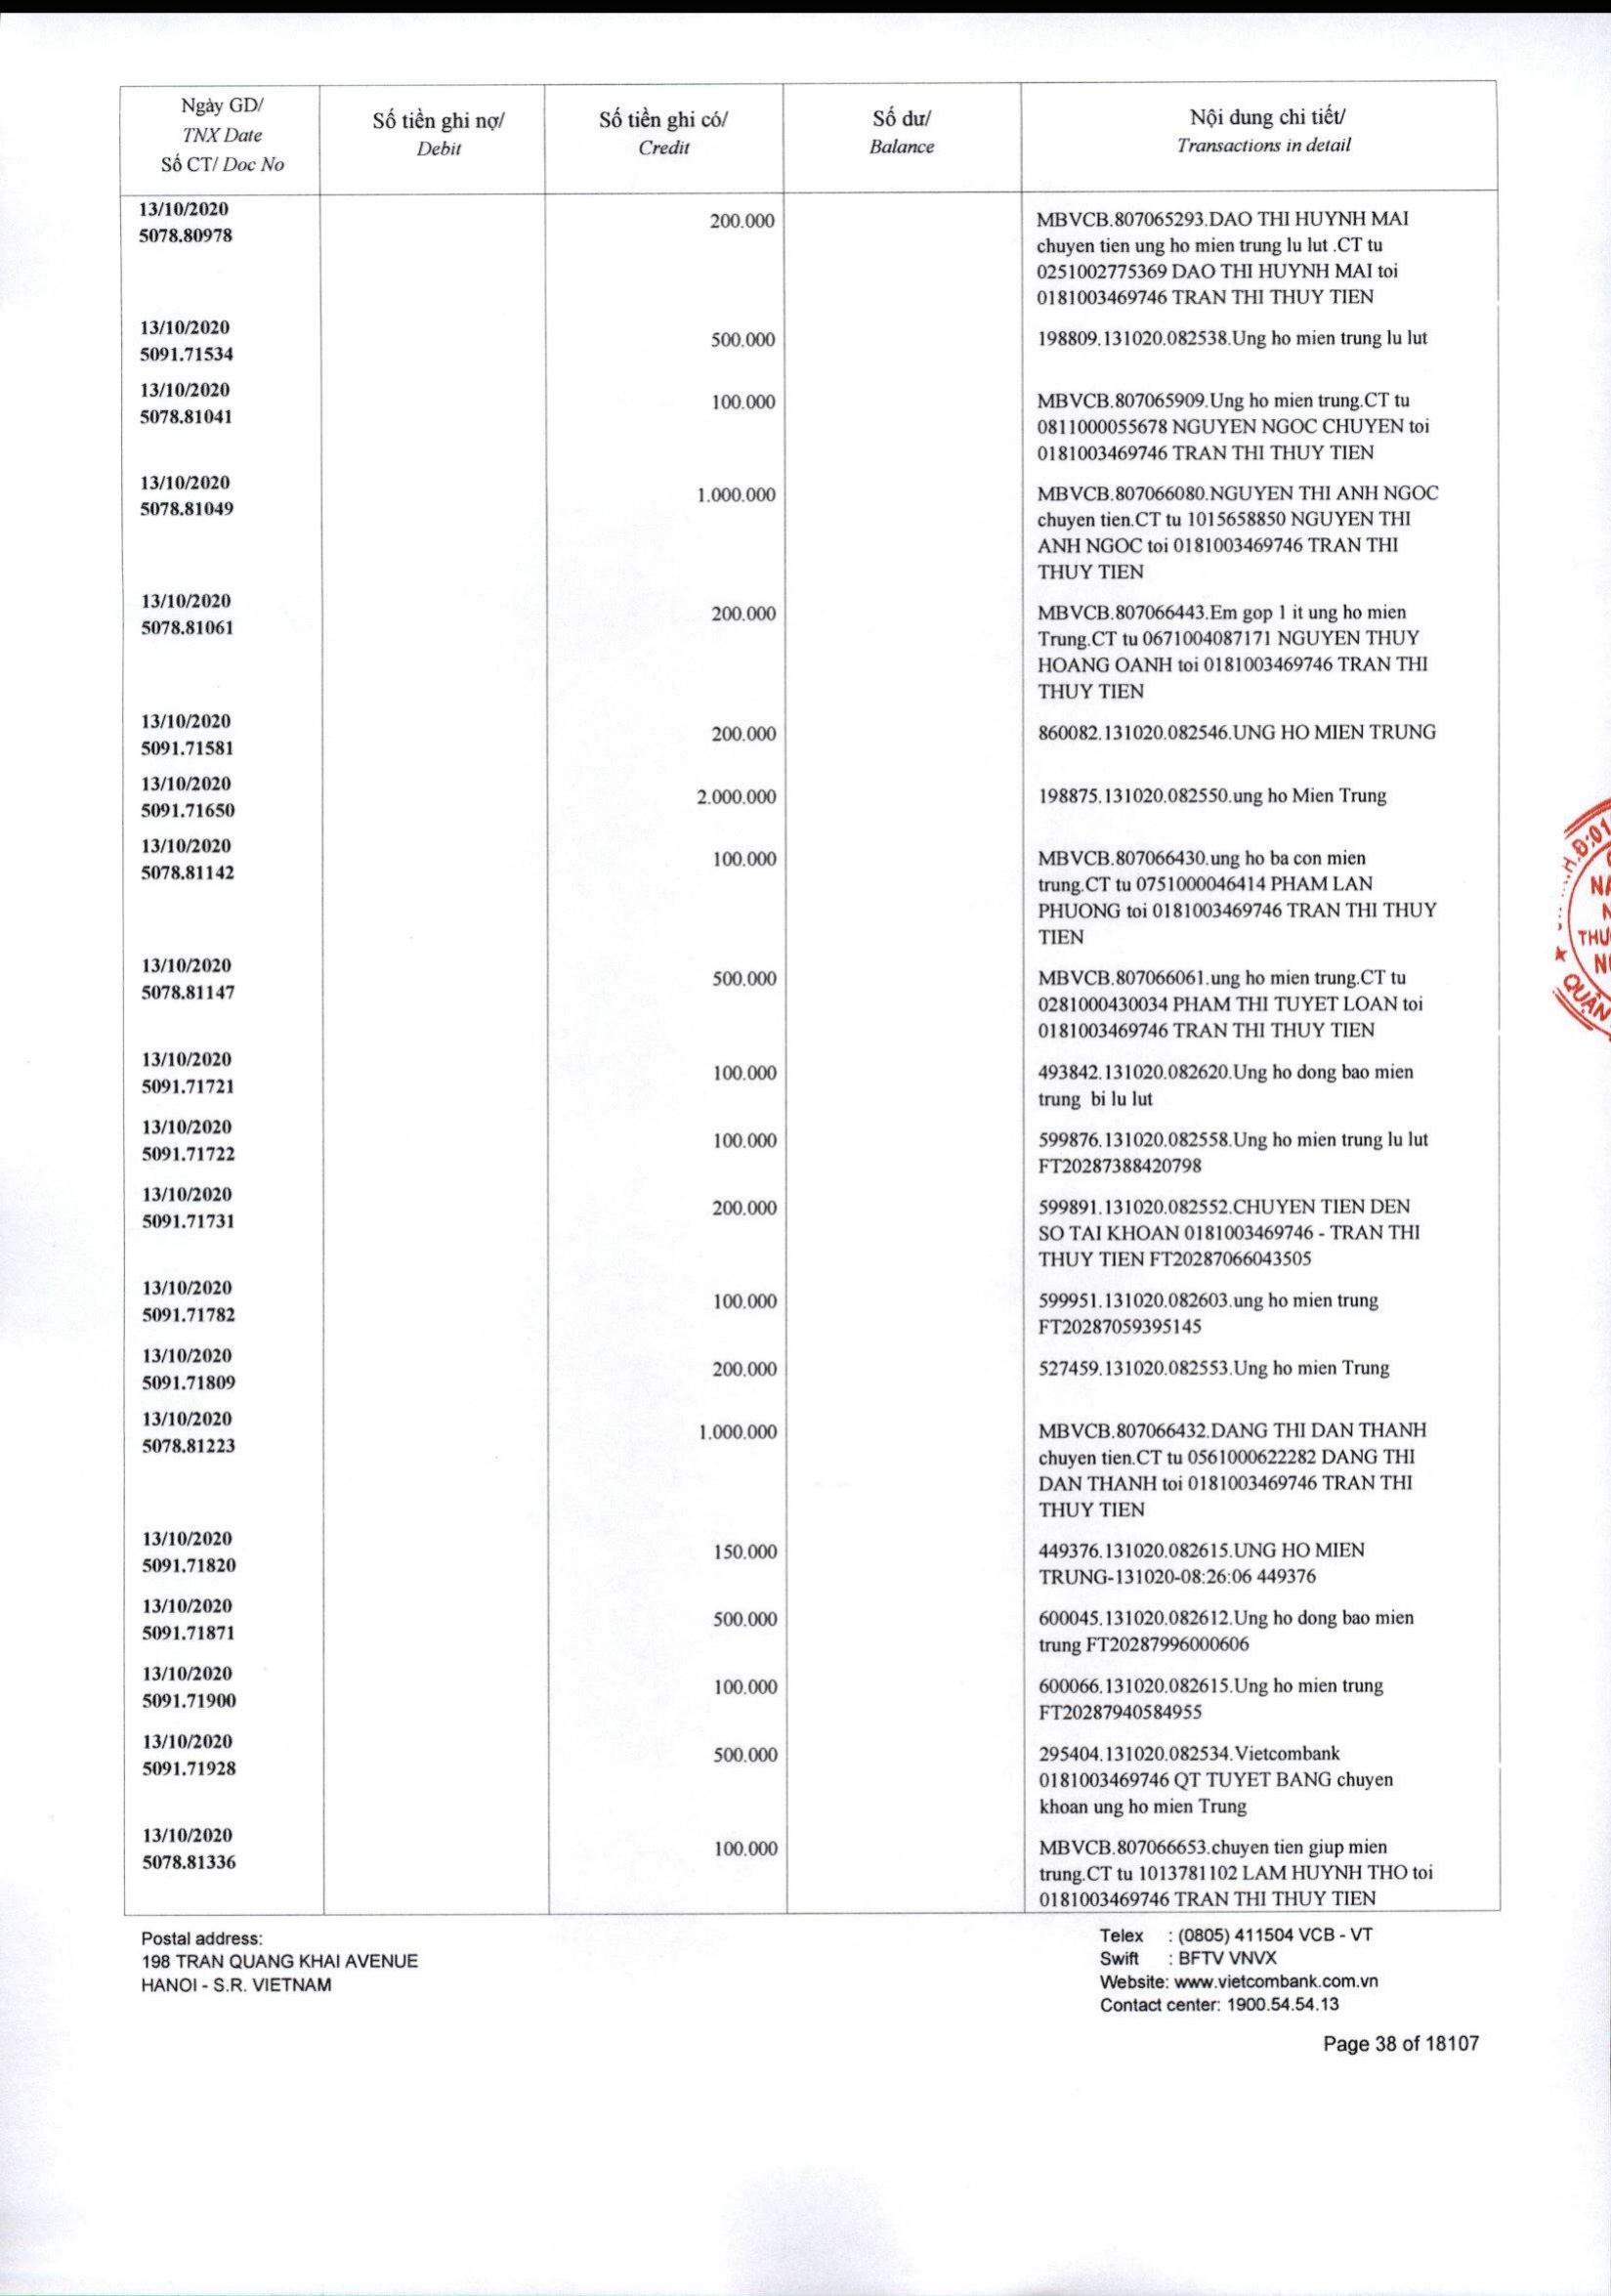 Ngày GD/
TNX Date
Số CT/ Doc No
Số tiền ghi nợ/
Debit
Số tiền ghi có/
Credit
Số dư/
Balance
Nội dung chi tiết/
Transactions in detail
13/10/2020
5078.80978
200.000
MBVCB.807065293.DAO THI HUYNH MAI
chuyen tien ung ho mien trung lu lut .CT tu
0251002775369 DAO THI HUYNH MAI toi
0181003469746 TRAN THI THUY TIEN
13/10/2020
5091.71534
500.000
198809.131020.082538.Ung ho mien trung lu lut
13/10/2020
5078.81041
100.000
MBVCB.807065909.Ung ho mien trung.CT tu
0811000055678 NGUYEN NGOC CHUYEN toi
0181003469746 TRAN THI THUY TIEN
13/10/2020
5078.81049
1.000.000
MBVCB.807066080.NGUYEN THI ANH NGOC
chuyen tien.CT tu 1015658850 NGUYEN THI
ANH NGOC toi 0181003469746 TRAN THI
THUY TIEN
13/10/2020
5078.81061
200.000
MBVCB.807066443.Em gop 1 it ung ho mien
Trung.CT tu 0671004087171 NGUYEN THUY
HOANG OANH toi 0181003469746 TRAN THI
THUY TIEN
13/10/2020
5091.71581
200.000
860082.131020.082546.UNG HO MIEN TRUNG
13/10/2020
5091.71650
2.000.000
198875.131020.082550.ung ho Mien Trung
13/10/2020
5078.81142
100.000
MBVCB.807066430.ung ho ba con mien
trung.CT tu 0751000046414 PHAM LAN
PHUONG toi 0181003469746 TRAN THI THUY
TIEN
13/10/2020
5078.81147
500.000
MBVCB.807066061.ung ho mien trung.CT tu
0281000430034 PHAM THI TUYET LOAN toi
0181003469746 TRAN THI THUY TIEN
13/10/2020
5091.71721
100.000
493842.131020.082620.Ung ho dong bao mien
trung bi lu lut
13/10/2020
5091.71722
100.000
599876.131020.082558.Ung ho mien trung lu lut
FT20287388420798
13/10/2020
5091.71731
200.000
599891.131020.082552.CHUYEN TIEN DEN
SO TAI KHOAN 0181003469746 - TRAN THI
THUY TIEN FT20287066043505
13/10/2020
5091.71782
100.000
599951.131020.082603.ung ho mien trung
FT20287059395145
13/10/2020
5091.71809
200.000
527459.131020.082553.Ung ho mien Trung
13/10/2020
5078.81223
1.000.000
MBVCB.807066432.DANG THI DAN THANH
chuyen tien.CT tu 0561000622282 DANG THI
DAN THANH toi 0181003469746 TRAN THI
THUY TIEN
13/10/2020
5091.71820
150.000
449376.131020.082615.UNG HO MIEN
TRUNG-131020-08:26:06 449376
13/10/2020
5091.71871
500.000
600045.131020.082612.Ung ho dong bao mien
trung FT20287996000606
13/10/2020
5091.71900
100.000
600066.131020.082615.Ung ho mien trung
FT20287940584955
13/10/2020
5091.71928
500.000
295404.131020.082534.Vietcombank
0181003469746 QT TUYET BANG chuyen
khoan ung ho mien Trung
13/10/2020
5078.81336
100.000
MBVCB.807066653.chuyen tien giup mien
trung.CT tu 1013781102 LAM HUYNH THO toi
0181003469746 TRAN THI THUY TIEN
Postal address:
198 TRAN QUANG KHAI AVENUE
HANOI - S.R. VIETNAM
Telex : (0805) 411504 VCB - VT
Swift : BFTV VNVX
Website: www.vietcombank.com.vn
Contact center: 1900.54.54.13
Page 38 of 18107
QUẬN